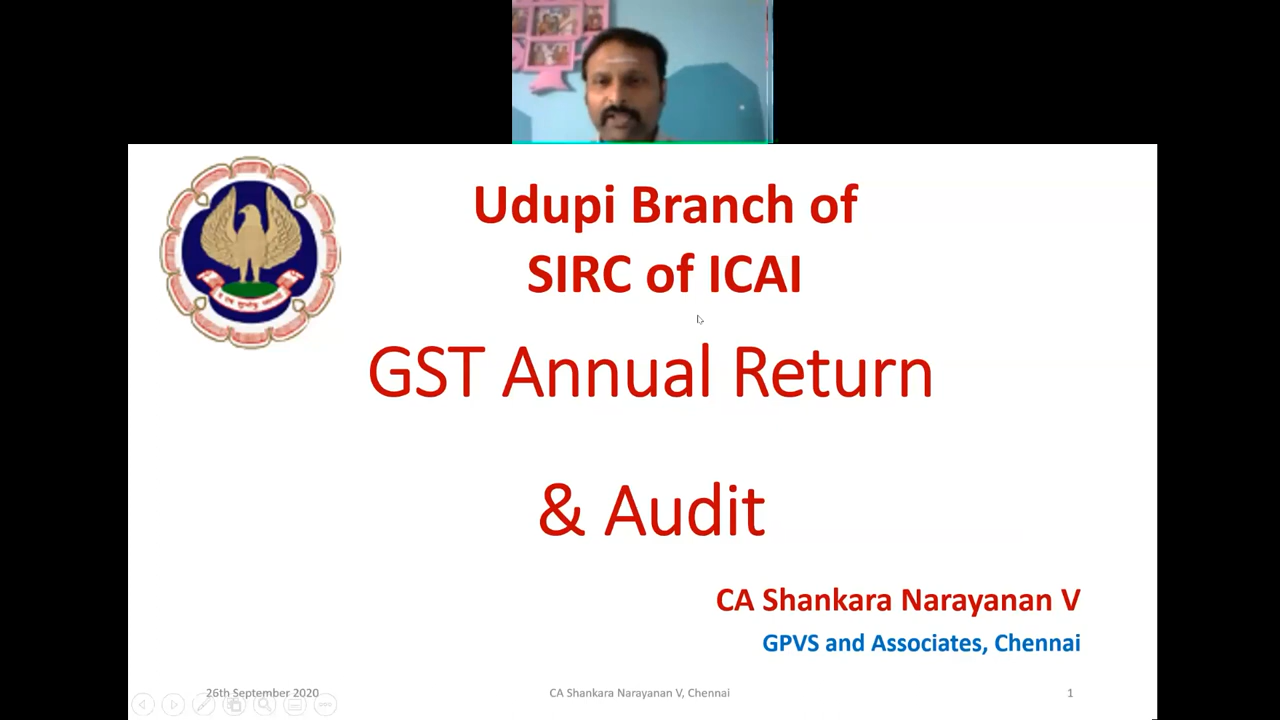 Udupi Branch of
SIRC of ICAI
GST Annual Return
& Audit
CA Shankara Narayanan V
GPVS and Associates, Chennai
26th September 2020
CA Shankara Narayanan V, Chennai
1